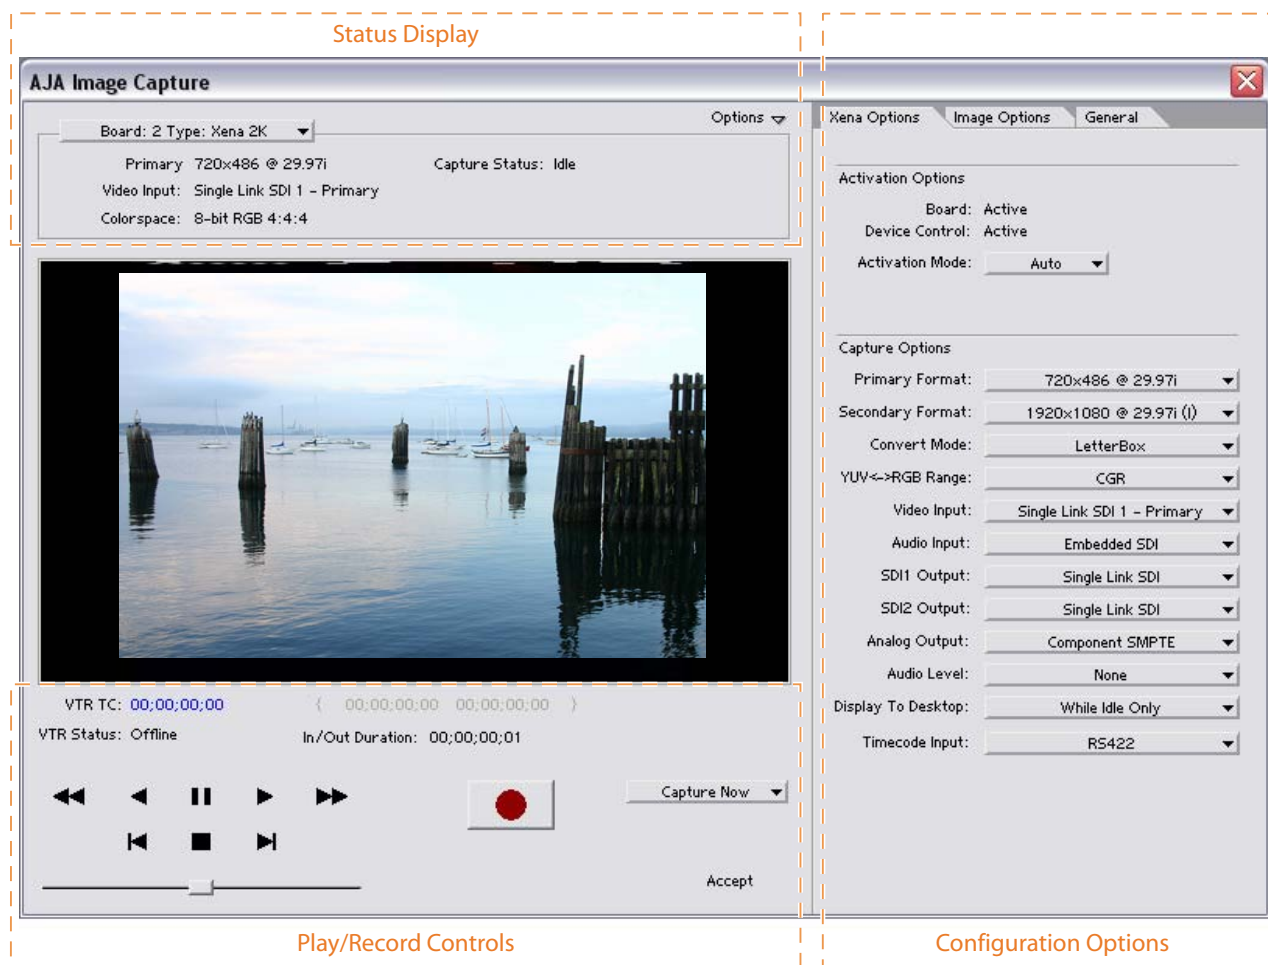 Status Display
AJA Image Capture
Board: 2 Type: Xena 2K
Options
Primary 720x486 @ 29.97i
Capture Status: Idle
Video Input: Single Link SDI 1 - Primary
Colorspace: 8-bit RGB 4:4:4
Xena Options
Image Options
General
Activation Options
Board: Active
Device Control: Active
Activation Mode: Auto
Capture Options
Primary Format: 720x486 @ 29.97i
Secondary Format: 1920x1080 @ 29.97i (I)
Convert Mode: LetterBox
YUV<->RGB Range: CGR
Video Input: Single Link SDI 1 - Primary
Audio Input: Embedded SDI
SDI1 Output: Single Link SDI
SDI2 Output: Single Link SDI
Analog Output: Component SMPTE
Audio Level: None
Display To Desktop: While Idle Only
Timecode Input: RS422
VTR TC: 00;00;00;00
{ 00;00;00;00 00;00;00;00 }
VTR Status: Offline
In/Out Duration: 00;00;00;01
Capture Now
Accept
Play/Record Controls
Configuration Options